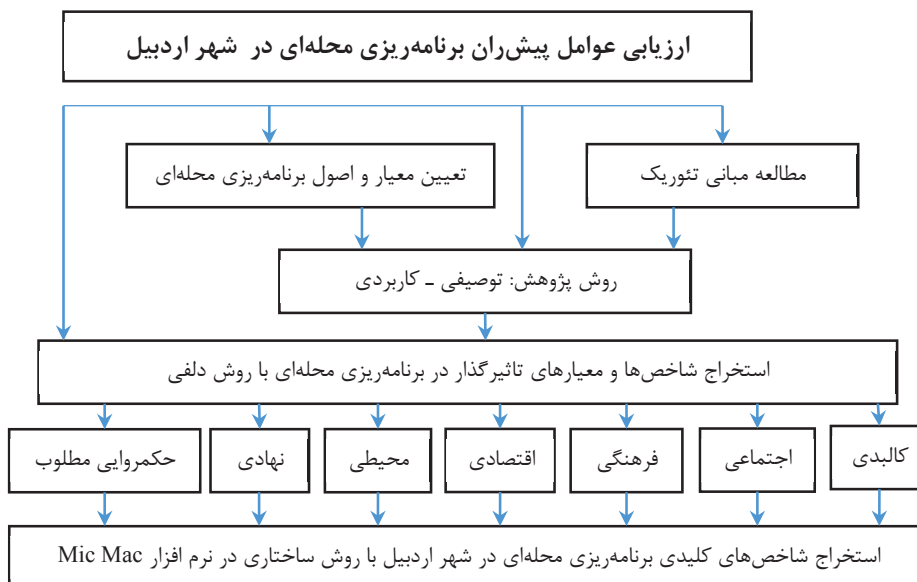 ارزیابی عوامل پیش‌ران برنامه‌ریزی محله‌ای در شهر اردبیل
مطالعه مبانی تئوریک
تعیین معیار و اصول برنامه‌ریزی محله‌ای
روش پژوهش: توصیفی ـ کاربردی
استخراج شاخص‌ها و معیارهای تاثیرگذار در برنامه‌ریزی محله‌ای با روش دلفی
کالبدی
اجتماعی
فرهنگی
اقتصادی
محیطی
نهادی
حکمروایی مطلوب
استخراج شاخص‌های کلیدی برنامه‌ریزی محله‌ای در شهر اردبیل با روش ساختاری در نرم افزار Mic Mac